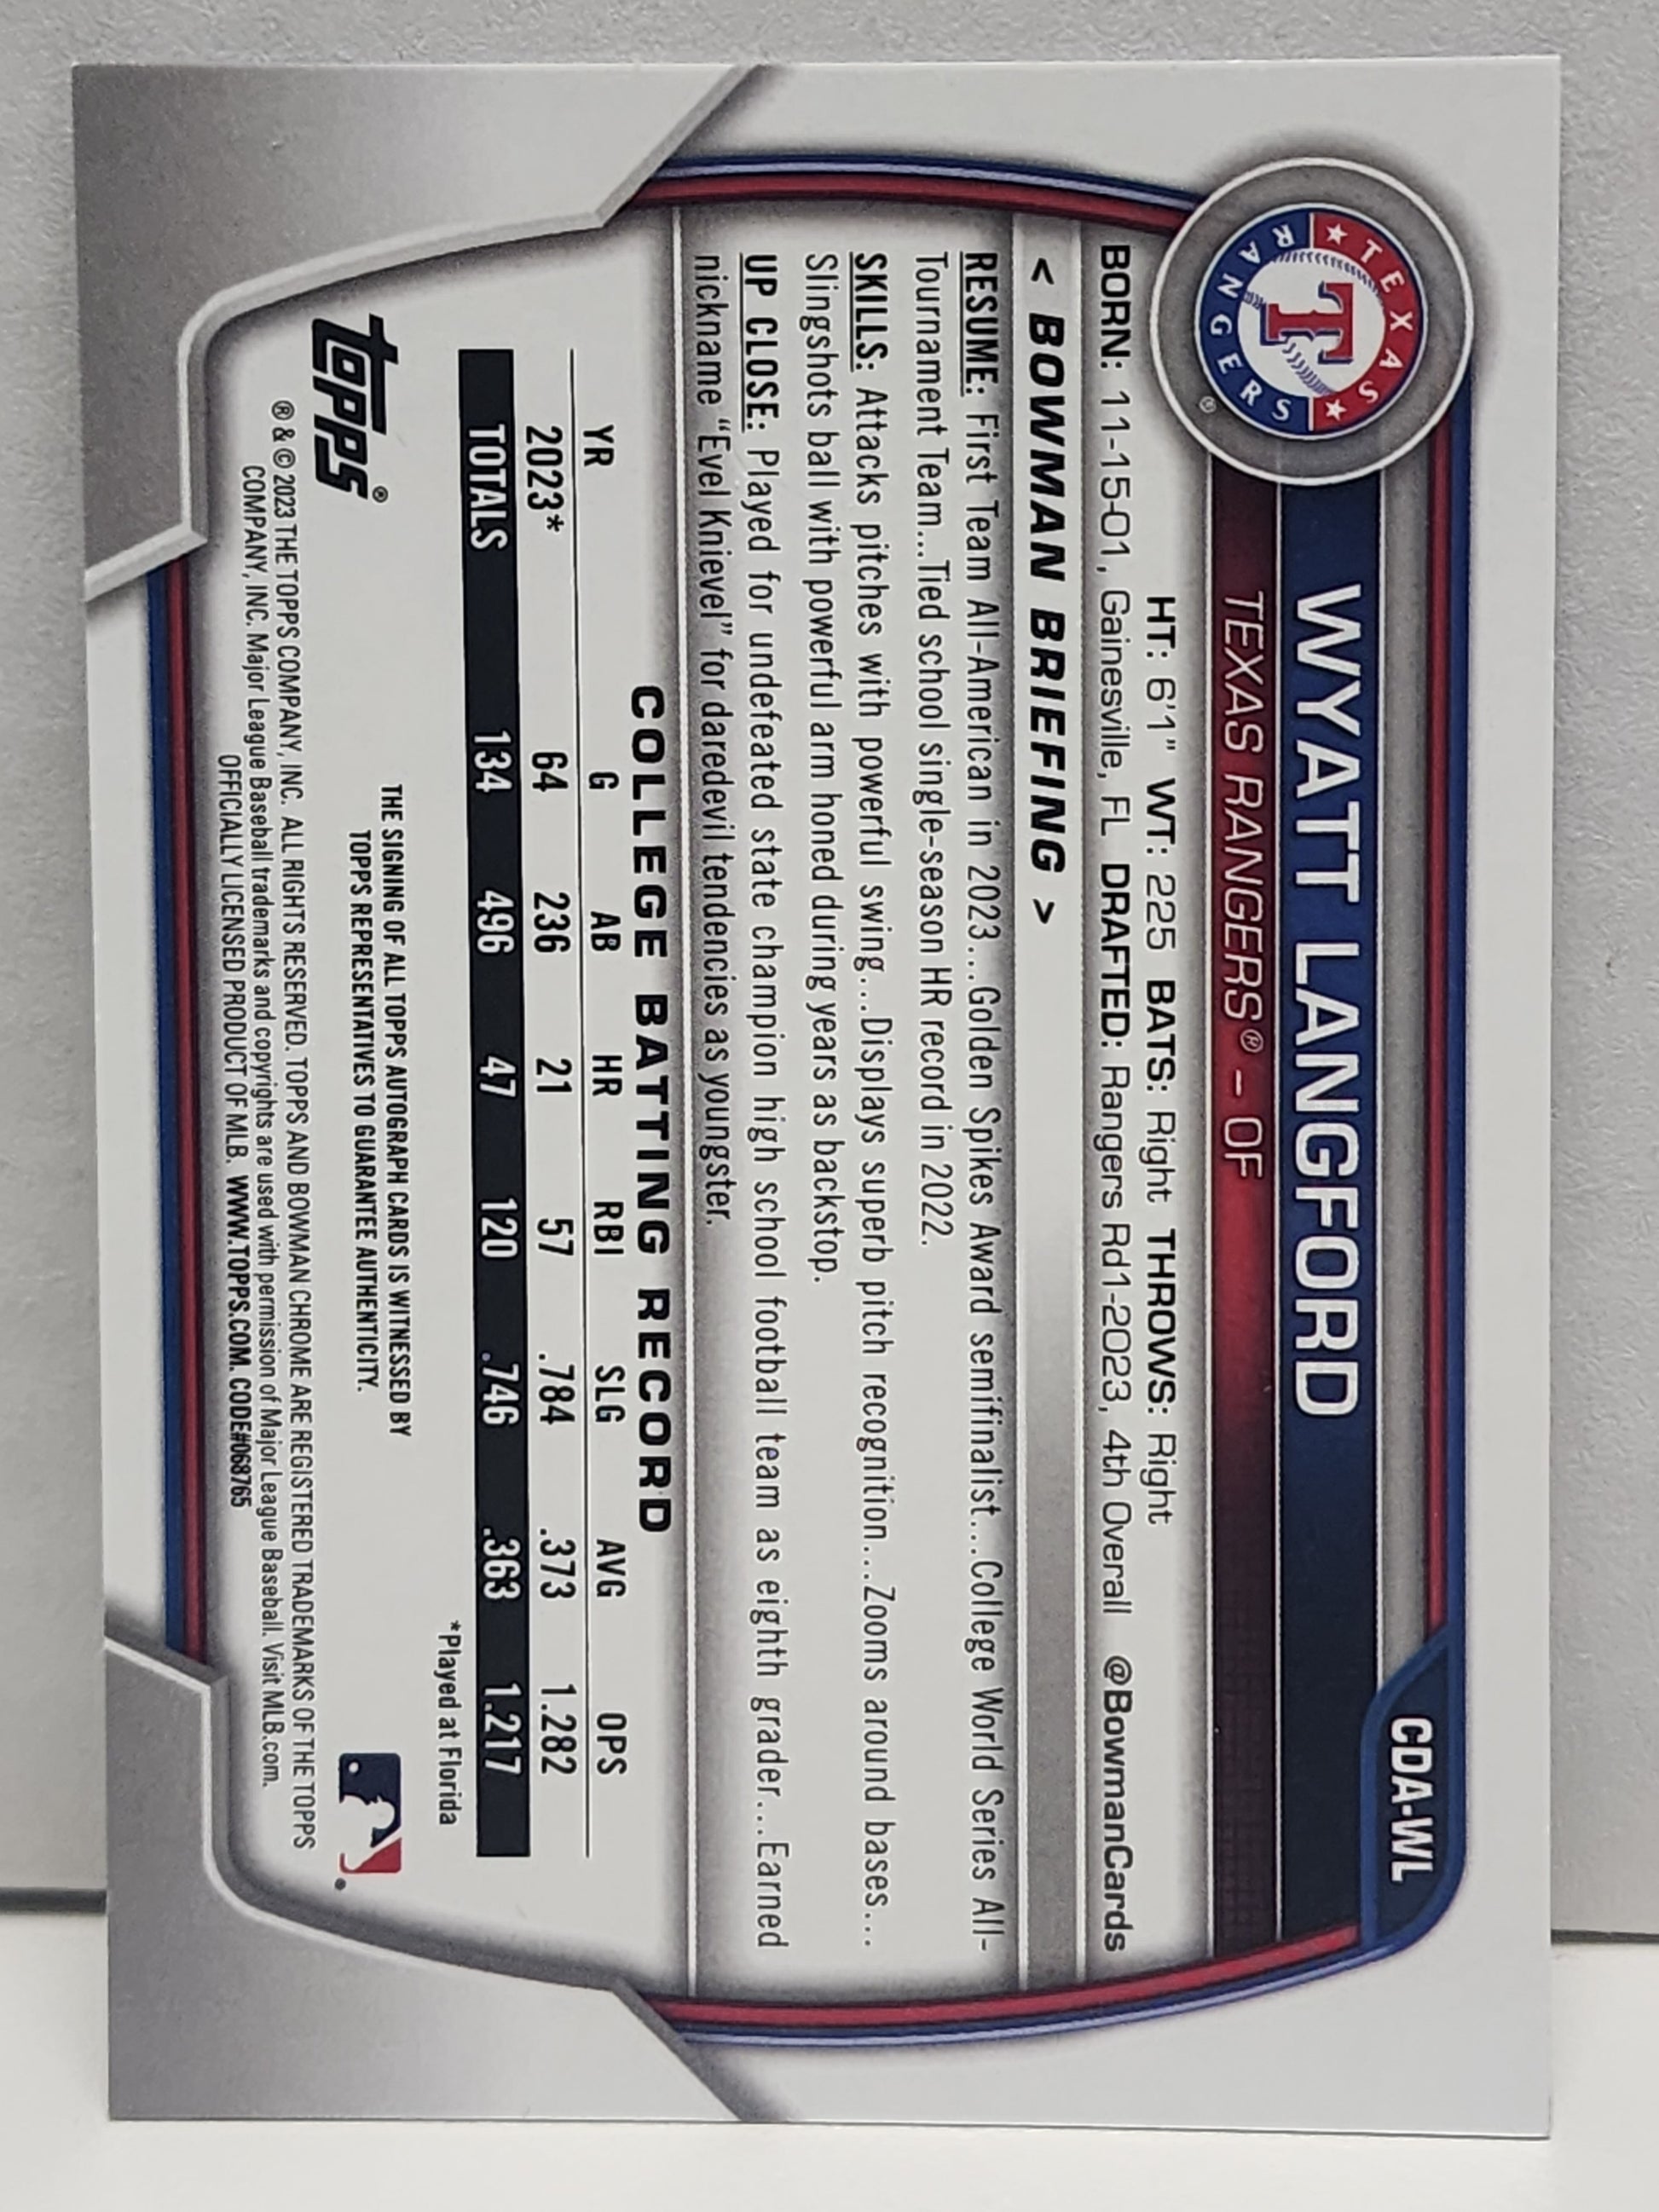 CDA-WL
TEXAS
RANGERS
T
®
WYATT LANGFORD
TEXAS RANGERS® – OF
HT: 6'1" WT: 225 BATS: Right THROWS: Right
BORN: 11-15-01, Gainesville, FL DRAFTED: Rangers Rd1-2023, 4th Overall @BowmanCards
< BOWMAN BRIEFING >
RESUME: First Team All-American in 2023...Golden Spikes Award semifinalist...College World Series All-
Tournament Team...Tied school single-season HR record in 2022.
SKILLS: Attacks pitches with powerful swing...Displays superb pitch recognition...Zooms around bases...
Slingshots ball with powerful arm honed during years as backstop.
UP CLOSE: Played for undefeated state champion high school football team as eighth grader...Earned
nickname "Evel Knievel" for daredevil tendencies as youngster.
COLLEGE BATTING RECORD
YR G AB HR RBI SLG AVG OPS
2023* 64 236 21 57 .784 .373 1.282
TOTALS 134 496 47 120 .746 .363 1.217
*Played at Florida
topps®
THE SIGNING OF ALL TOPPS AUTOGRAPH CARDS IS WITNESSED BY
TOPPS REPRESENTATIVES TO GUARANTEE AUTHENTICITY.
® & © 2023 THE TOPPS COMPANY, INC. ALL RIGHTS RESERVED. TOPPS AND BOWMAN CHROME ARE REGISTERED TRADEMARKS OF THE TOPPS
COMPANY, INC. Major League Baseball trademarks and copyrights are used with permission of Major League Baseball. Visit MLB.com.
OFFICIALLY LICENSED PRODUCT OF MLB. WWW.TOPPS.COM. CODE#068765